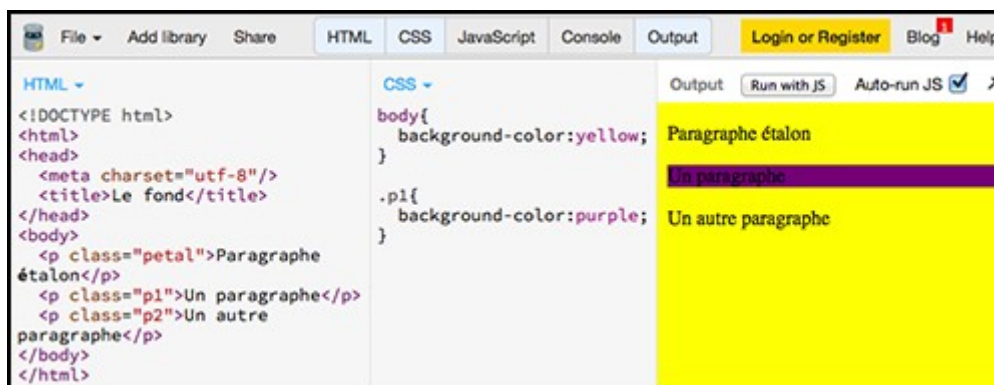 File Add library Share HTML CSS JavaScript Console Output Login or Register Blog 1 Help
HTML
<!DOCTYPE html>
<html>
<head>
<meta charset="utf-8"/>
<title>Le fond</title>
</head>
<body>
<p class="petal">Paragraphe
étalon</p>
<p class="p1">Un paragraphe</p>
<p class="p2">Un autre
paragraphe</p>
</body>
</html>
CSS
body{
background-color:yellow;
}
.p1{
background-color:purple;
}
Output Run with JS Auto-run JS
Paragraphe étalon
Un paragraphe
Un autre paragraphe